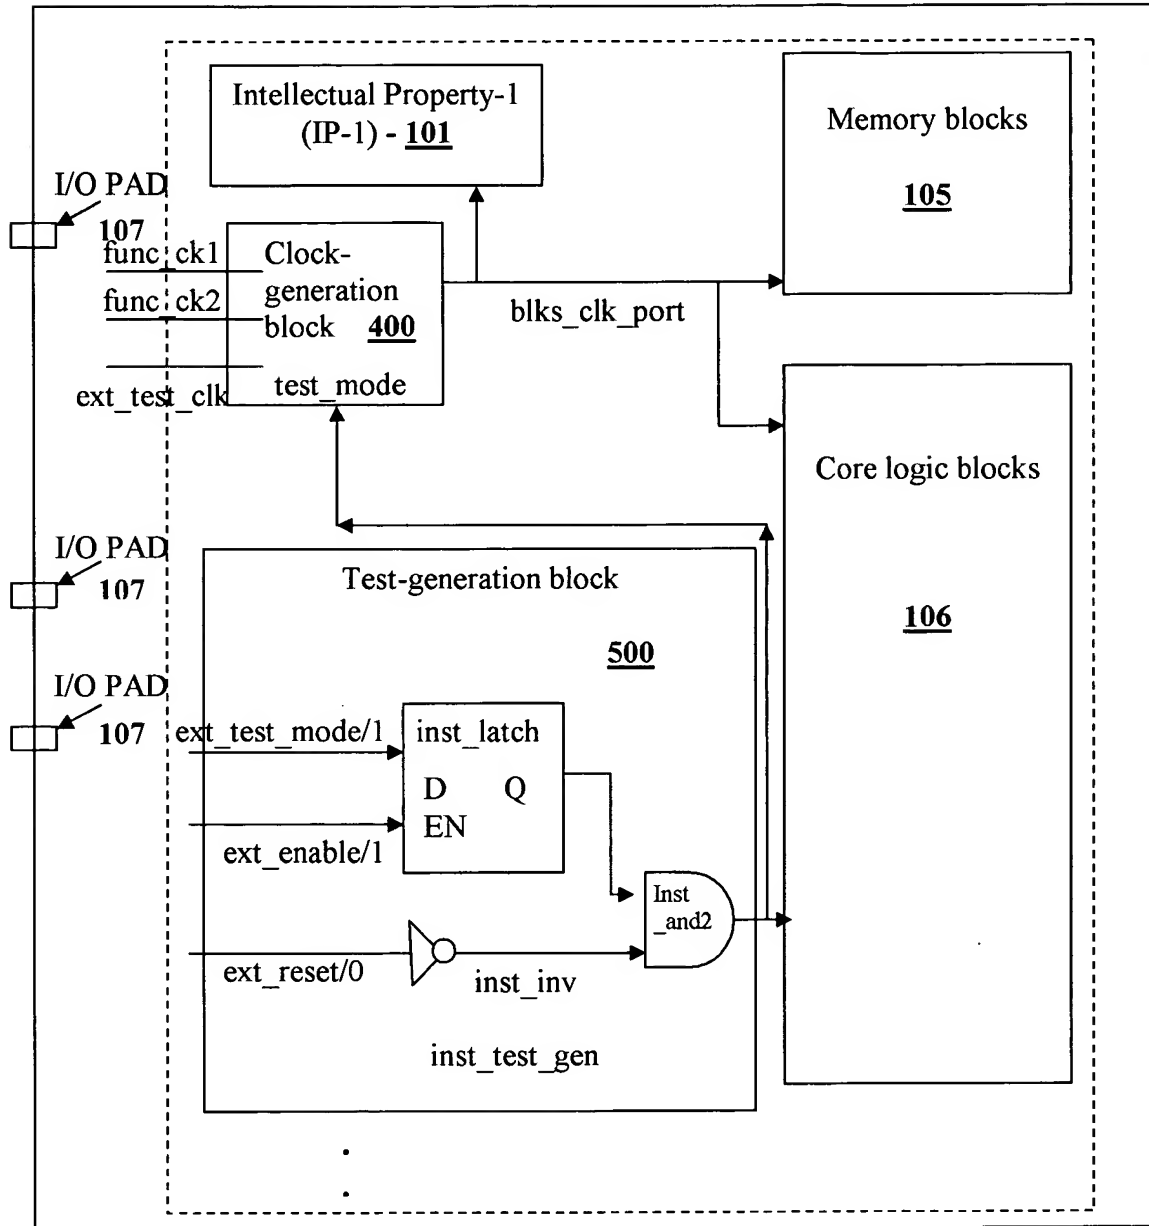 Intellectual Property-1
(IP-1) - 101
Memory blocks
105
I/O PAD
107
func_ck1
func_ck2
ext_test_clk
Clock-
generation
block 400
test_mode
blks_clk_port
Core logic blocks
106
I/O PAD
107
Test-generation block
500
I/O PAD
107
ext_test_mode/1
inst_latch
D Q
EN
ext_enable/1
Inst
_and2
ext_reset/0
inst_inv
inst_test_gen